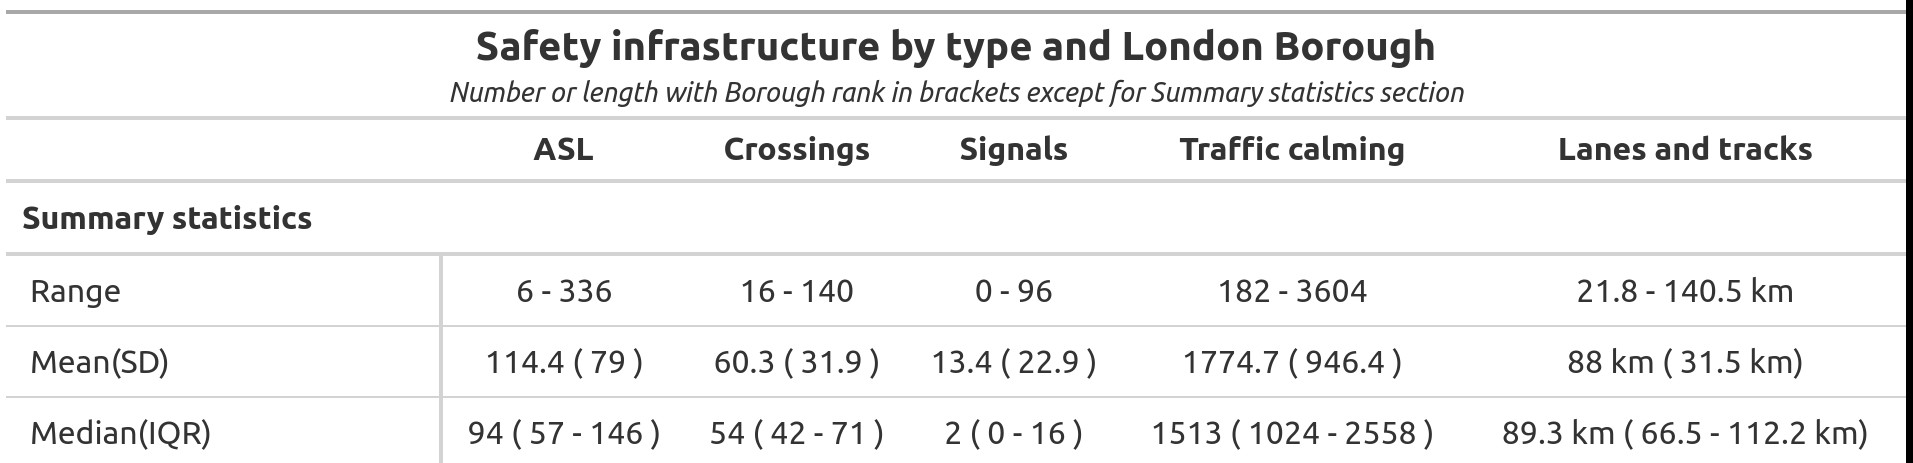 Safety infrastructure by type and London Borough
Number or length with Borough rank in brackets except for Summary statistics section
ASL Crossings Signals Traffic calming Lanes and tracks
Summary statistics
Range 6 - 336 16 - 140 0 - 96 182 - 3604 21.8 - 140.5 km
Mean(SD) 114.4 ( 79 ) 60.3 ( 31.9 ) 13.4 ( 22.9 ) 1774.7 ( 946.4 ) 88 km ( 31.5 km)
Median(IQR) 94 ( 57 - 146 ) 54 ( 42 - 71 ) 2 ( 0 - 16 ) 1513 ( 1024 - 2558 ) 89.3 km ( 66.5 - 112.2 km)